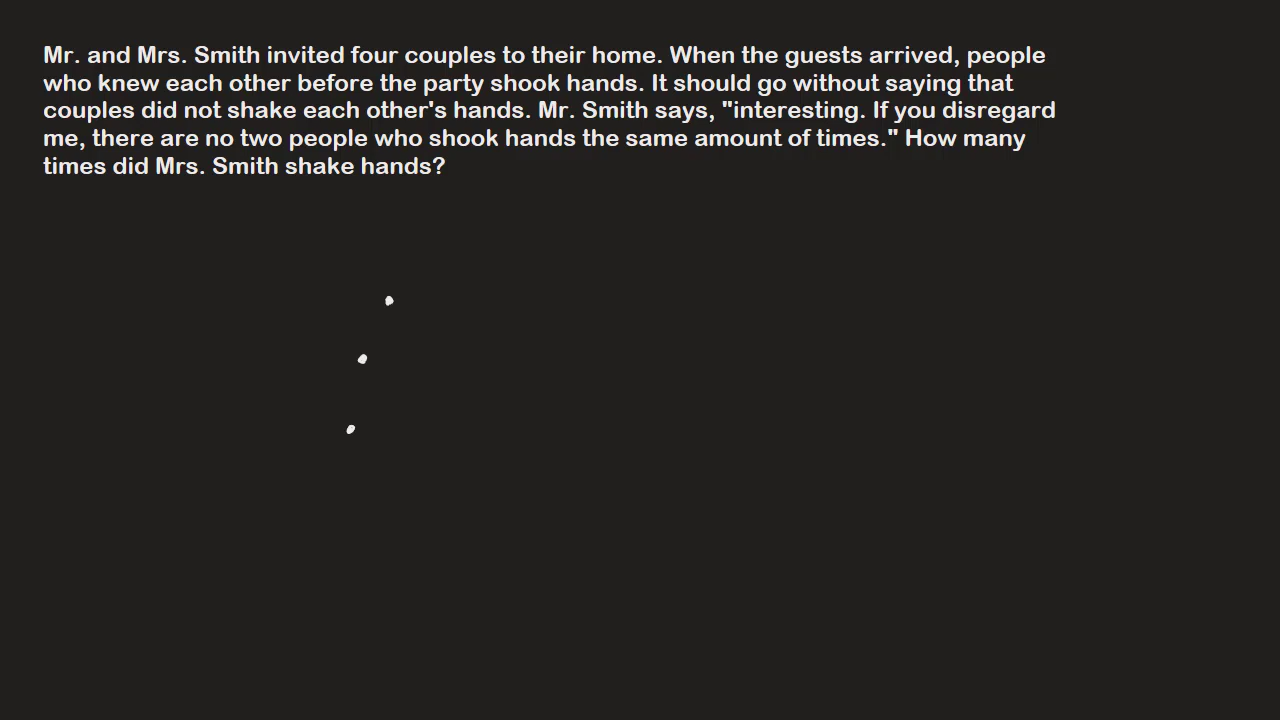 Mr. and Mrs. Smith invited four couples to their home. When the guests arrived, people
who knew each other before the party shook hands. It should go without saying that
couples did not shake each other's hands. Mr. Smith says, "interesting. If you disregard
me, there are no two people who shook hands the same amount of times." How many
times did Mrs. Smith shake hands?